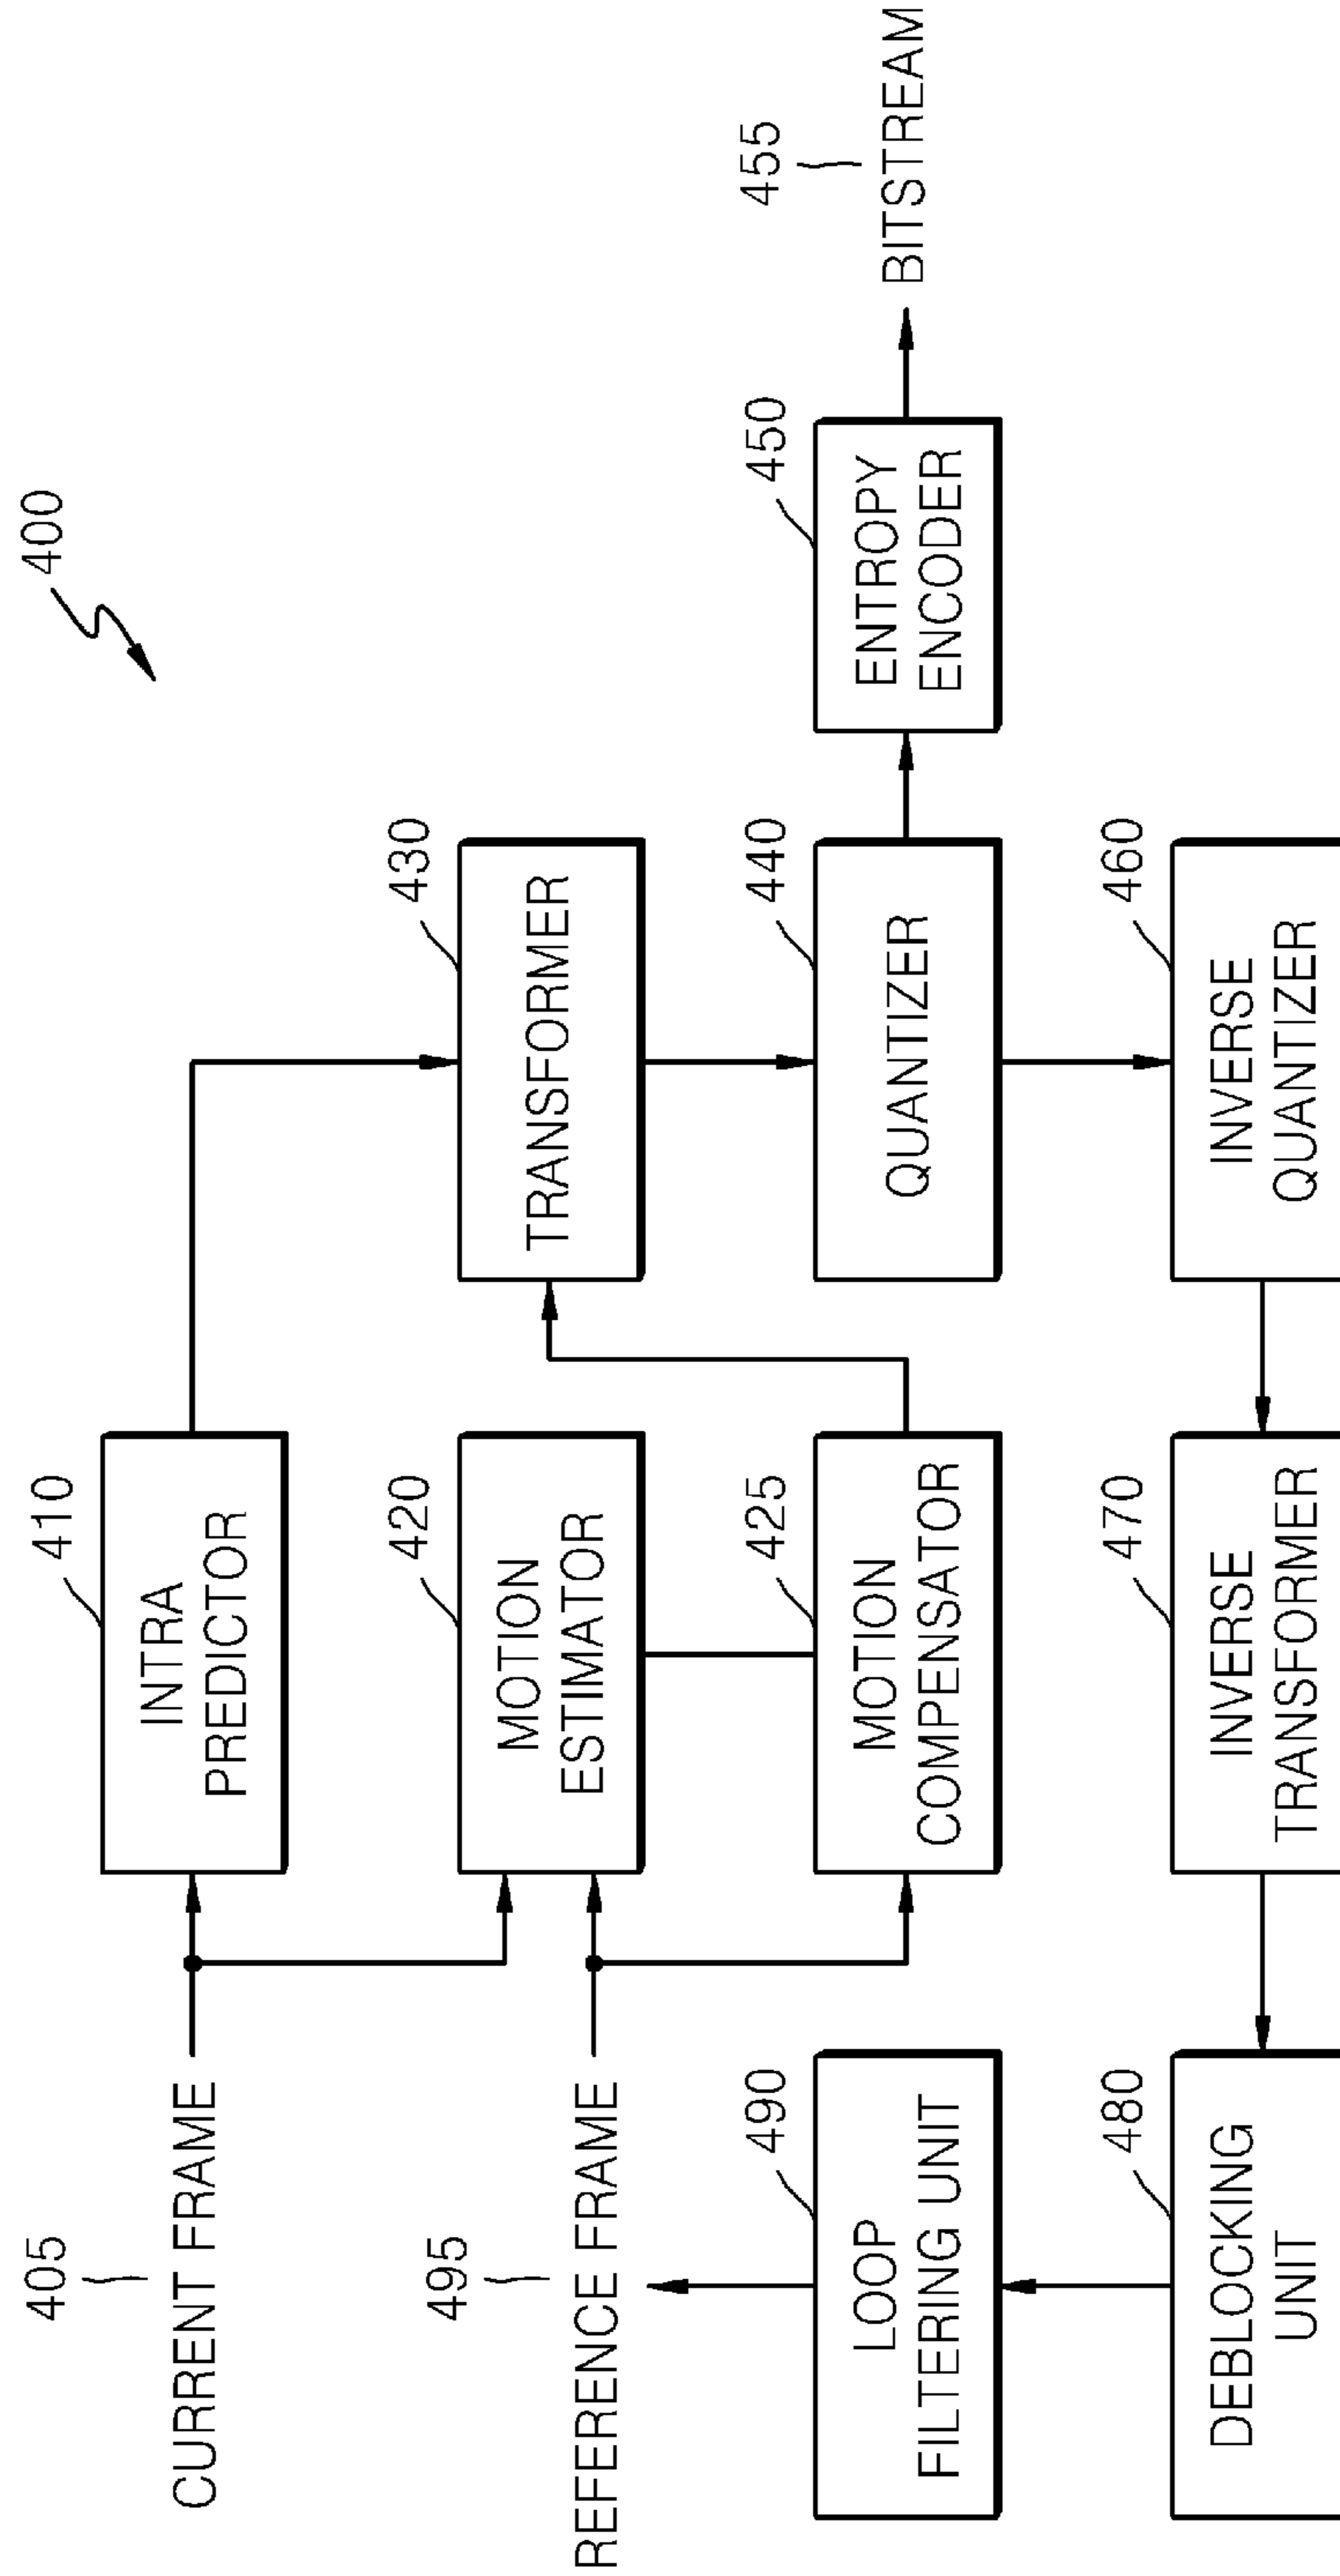 400
405
CURRENT FRAME
410
INTRA
PREDICTOR
495
REFERENCE FRAME
420
MOTION
ESTIMATOR
430
TRANSFORMER
490
LOOP
FILTERING UNIT
425
MOTION
COMPENSATOR
440
QUANTIZER
450
ENTROPY
ENCODER
455
BITSTREAM
480
DEBLOCKING
UNIT
470
INVERSE
TRANSFORMER
460
INVERSE
QUANTIZER